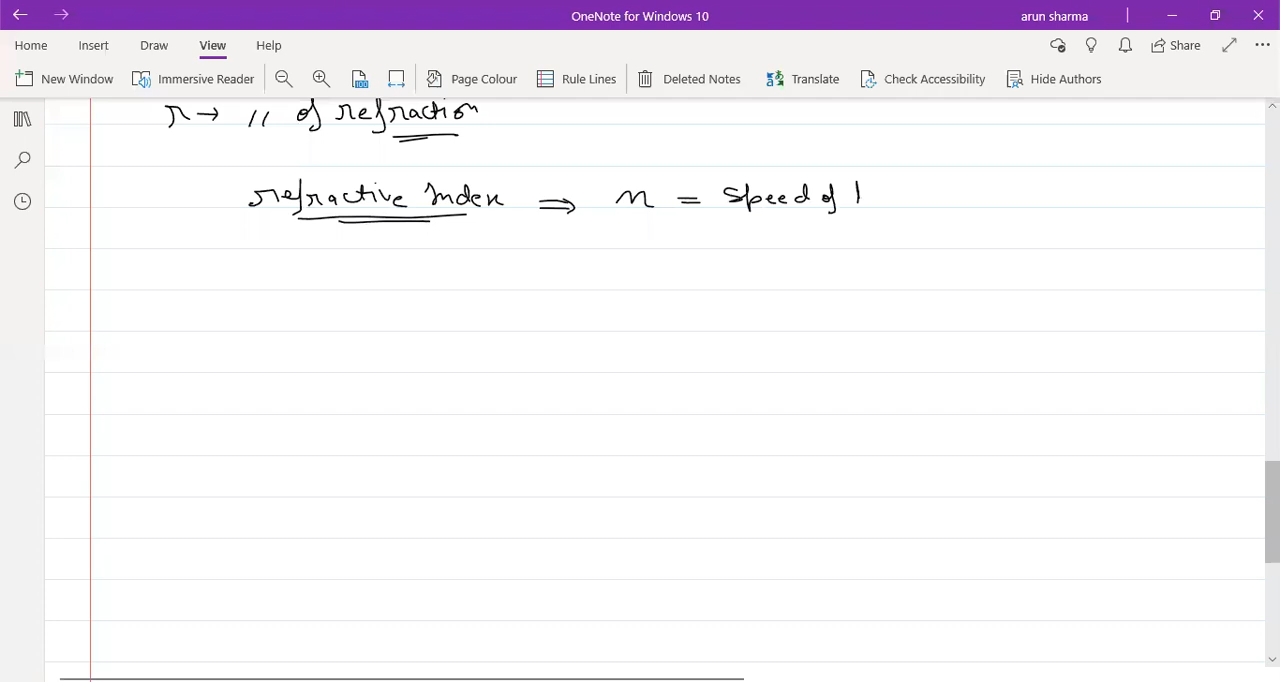 OneNote for Windows 10
arun sharma
Home Insert Draw View Help
Share
New Window Immersive Reader Page Colour Rule Lines Deleted Notes Translate Check Accessibility Hide Authors
r → // of refraction
refractive Index ⇒ n = Speed of l